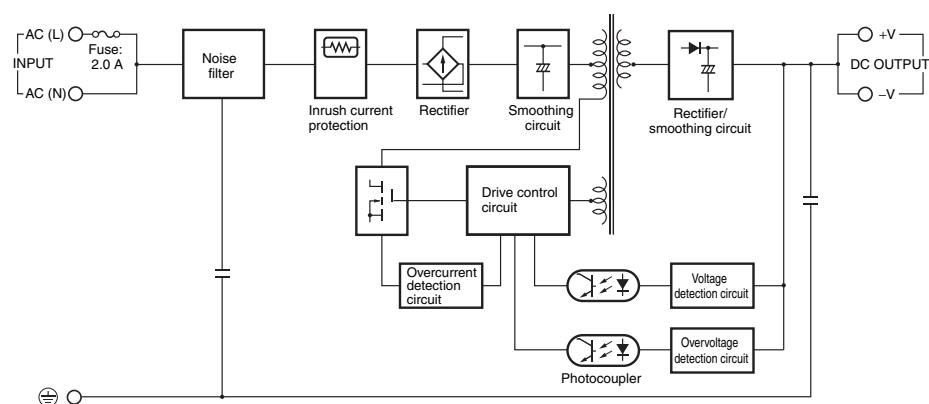 AC (L)
Fuse:
2.0 A
INPUT
AC (N)
Noise
filter
Inrush current
protection
Rectifier
Smoothing
circuit
Rectifier/
smoothing circuit
+V
DC OUTPUT
–V
Drive control
circuit
Overcurrent
detection
circuit
Voltage
detection circuit
Overvoltage
detection circuit
Photocoupler